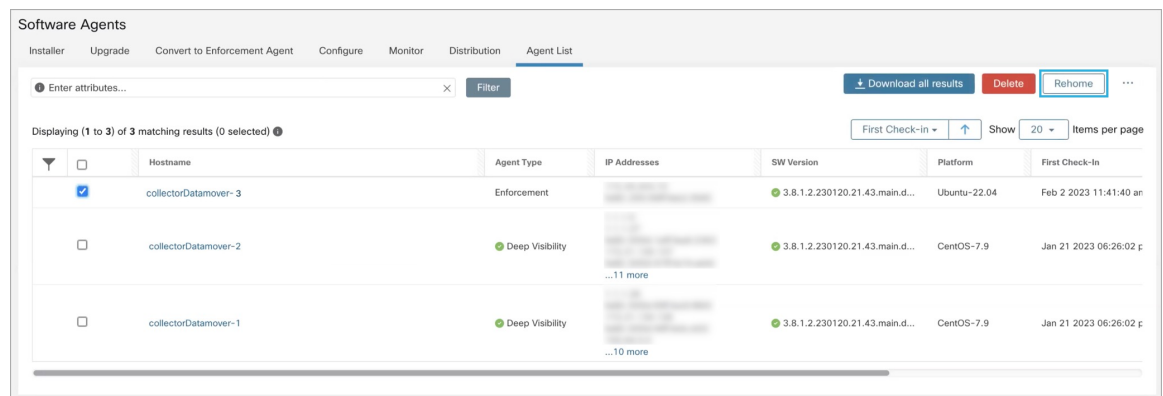 Software Agents
Installer Upgrade Convert to Enforcement Agent Configure Monitor Distribution Agent List
Enter attributes... × Filter Download all results Delete Rehome ...
Displaying (1 to 3) of 3 matching results (0 selected) First Check-in Show 20 Items per page
Hostname Agent Type IP Addresses SW Version Platform First Check-In
collectorDatamover-3 Enforcement 3.8.1.2.230120.21.43.main.d... Ubuntu-22.04 Feb 2 2023 11:41:40 am
collectorDatamover-2 Deep Visibility 3.8.1.2.230120.21.43.main.d... CentOS-7.9 Jan 21 2023 06:26:02 p
...11 more
collectorDatamover-1 Deep Visibility 3.8.1.2.230120.21.43.main.d... CentOS-7.9 Jan 21 2023 06:26:02 p
...10 more